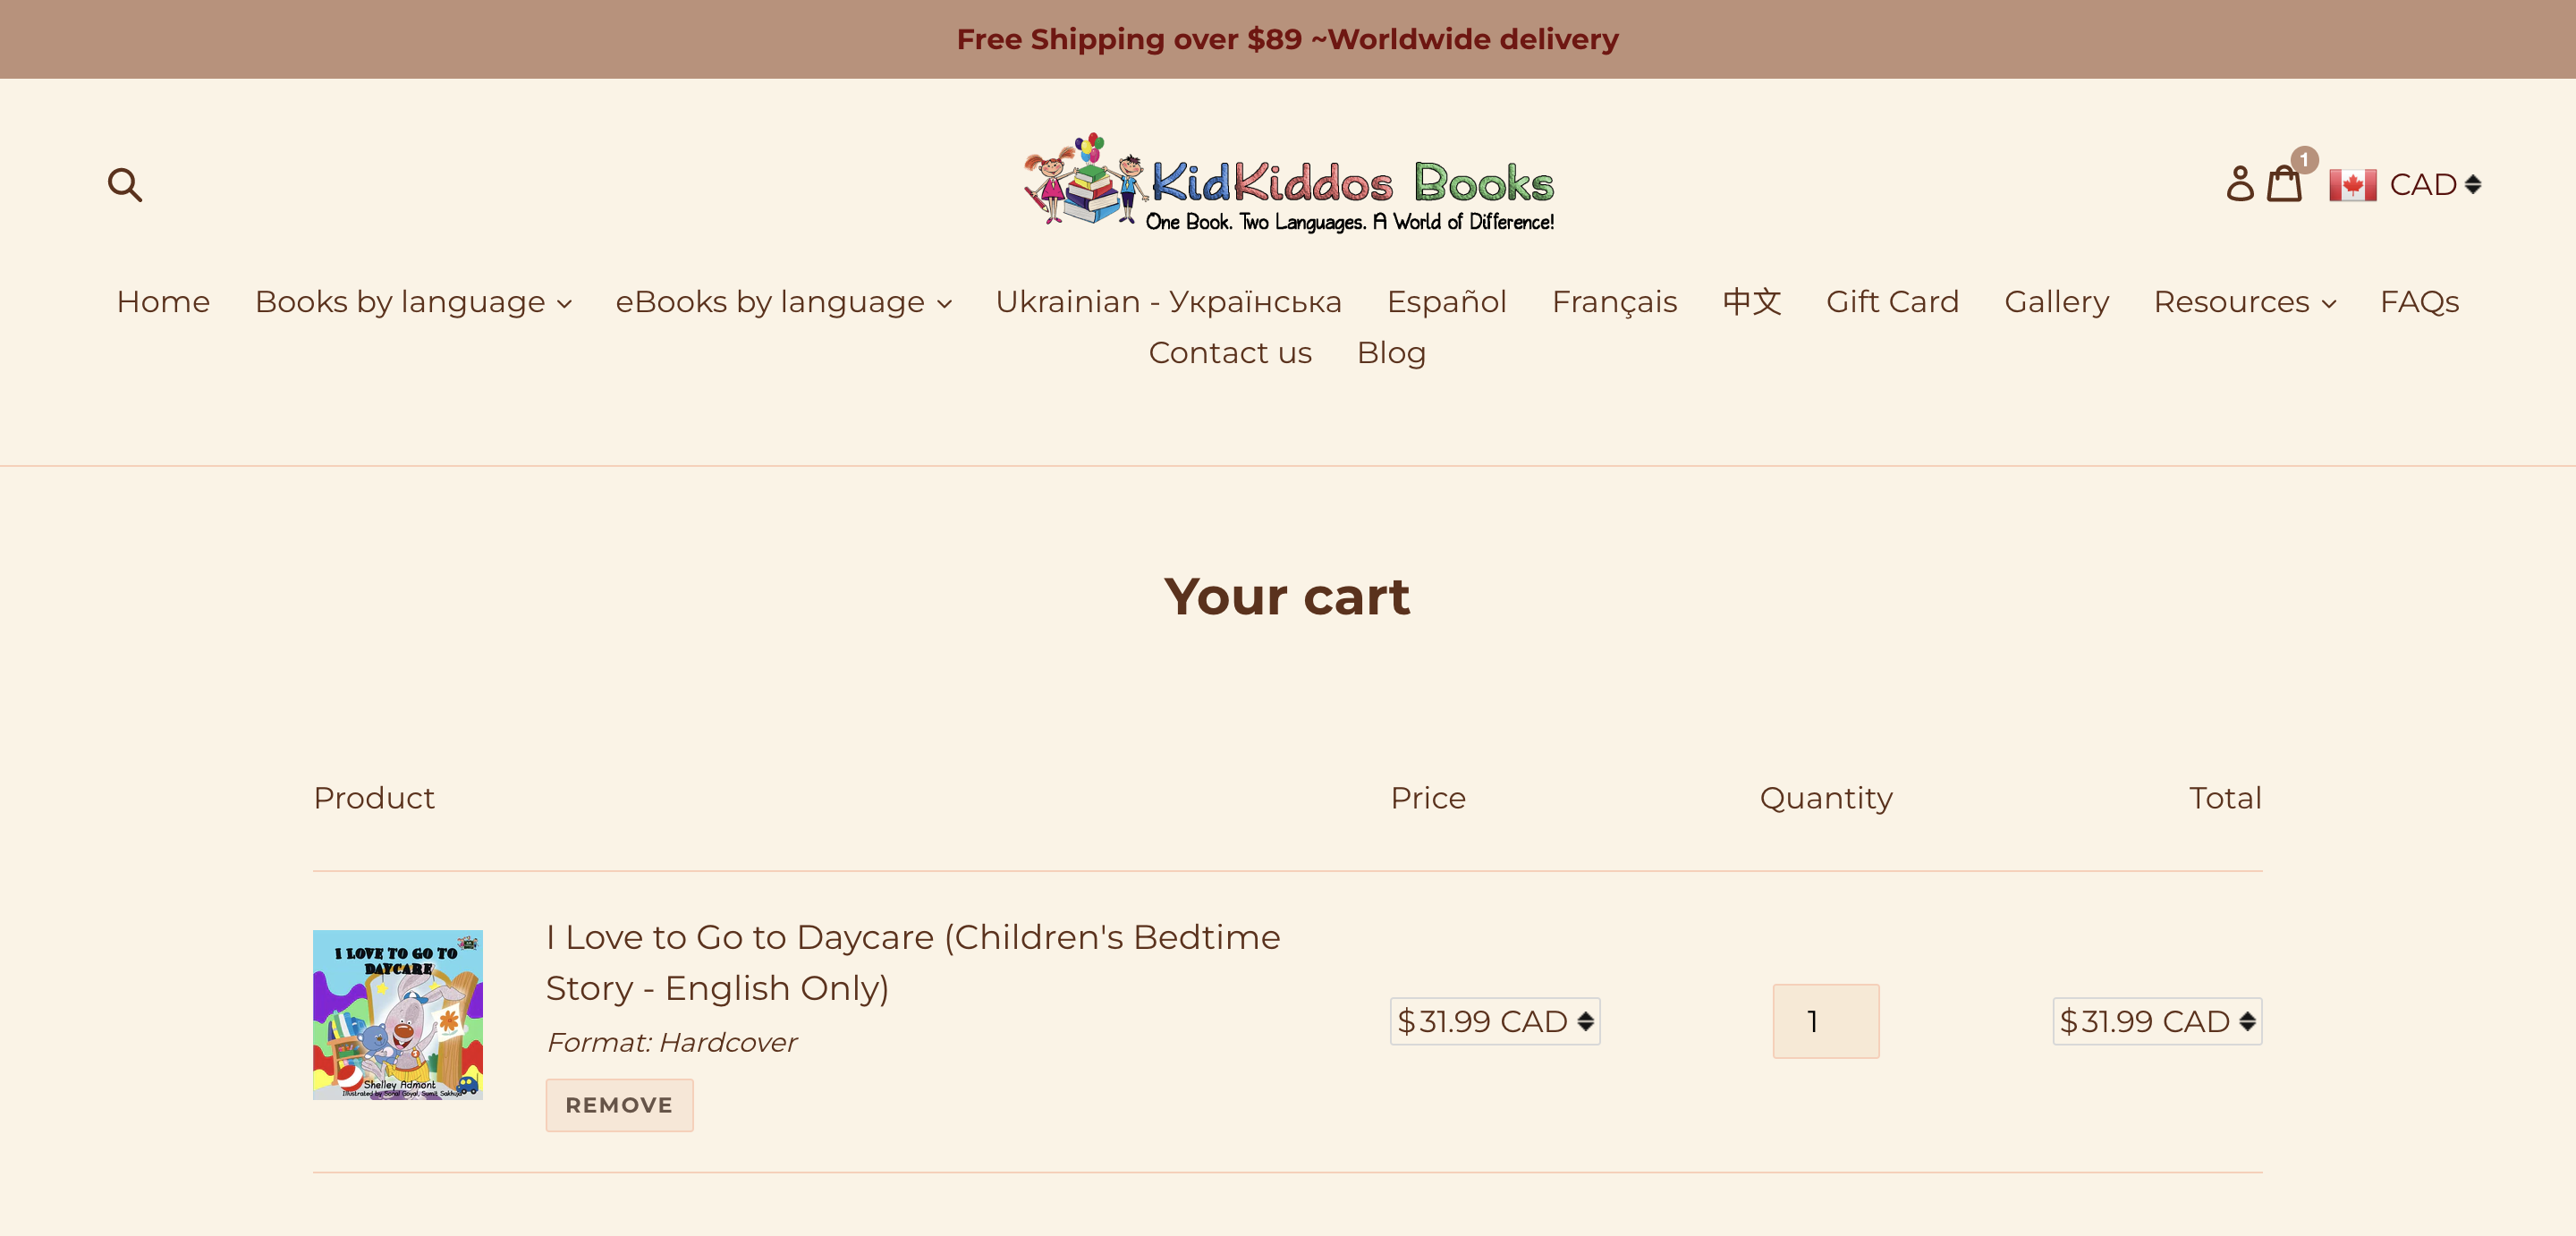 Free Shipping over $89 ~Worldwide delivery
KidKiddos Books
One Book. Two Languages. A World of Difference!
1
CAD
Home Books by language eBooks by language Ukrainian - Українська Español Français 中文 Gift Card Gallery Resources FAQs
Contact us Blog
Your cart
Product Price Quantity Total
I LOVE TO GO TO
DAYCARE
Shelley Admont
Illustrated by Sonal Goyal, Sumit Sakhuja
I Love to Go to Daycare (Children's Bedtime
Story - English Only)
Format: Hardcover
REMOVE
$31.99 CAD
1
$31.99 CAD